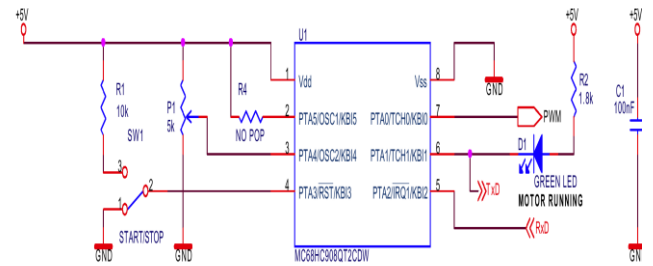 +5V
+5V
+5V
U1
R1
10k
P1
5k
R4
NO POP
SW1
3
2
1
START/STOP
GND
GND
1
Vdd
2
PTA5/OSC1/KBI5
3
PTA4/OSC2/KBI4
4
PTA3/RST/KBI3
Vss
8
PTA0/TCH0/KBI0
7
PTA1/TCH1/KBI1
6
PTA2/IRQ1/KBI2
5
MC68HC908QT2CDW
GND
PWM
R2
1.8k
D1
GREEN LED
MOTOR RUNNING
TxD
RxD
C1
100nF
GND